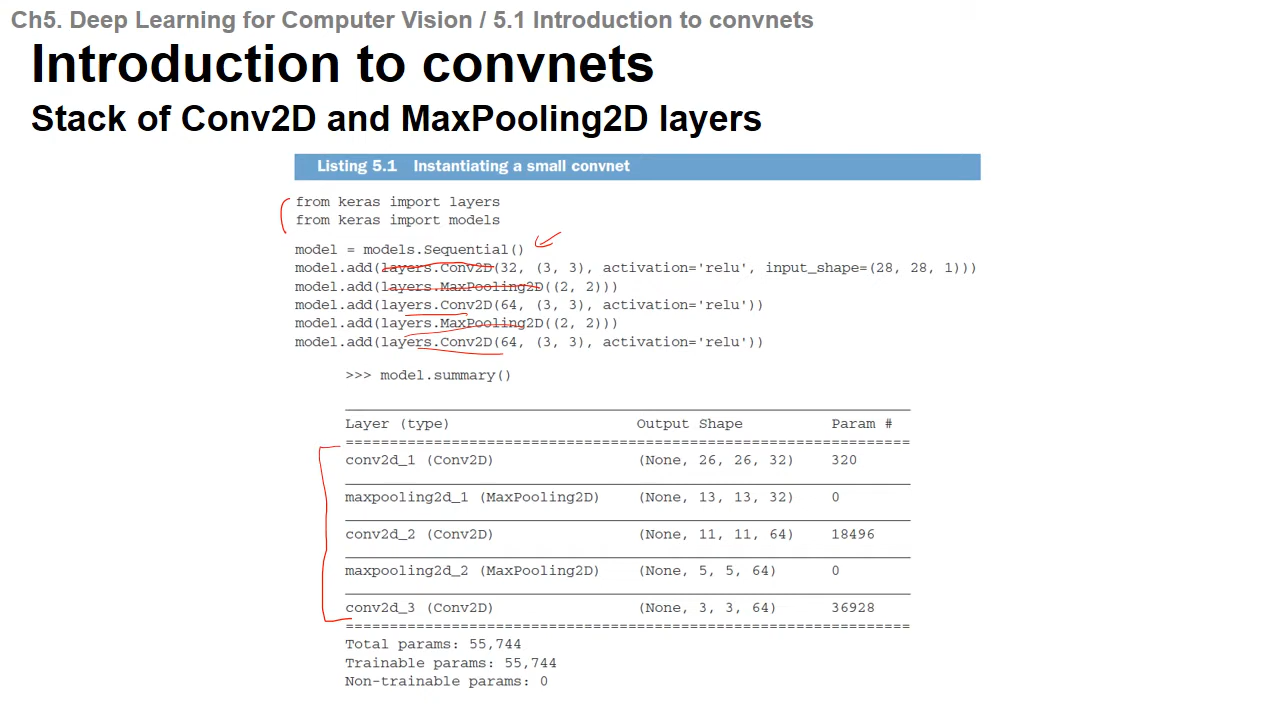 Ch5. Deep Learning for Computer Vision / 5.1 Introduction to convnets
Introduction to convnets
Stack of Conv2D and MaxPooling2D layers
Listing 5.1 Instantiating a small convnet
from keras import layers
from keras import models
model = models.Sequential()
model.add(layers.Conv2D(32, (3, 3), activation='relu', input_shape=(28, 28, 1)))
model.add(layers.MaxPooling2D((2, 2)))
model.add(layers.Conv2D(64, (3, 3), activation='relu'))
model.add(layers.MaxPooling2D((2, 2)))
model.add(layers.Conv2D(64, (3, 3), activation='relu'))
>>> model.summary()
Layer (type) Output Shape Param #
================================================================
conv2d_1 (Conv2D) (None, 26, 26, 32) 320
maxpooling2d_1 (MaxPooling2D) (None, 13, 13, 32) 0
conv2d_2 (Conv2D) (None, 11, 11, 64) 18496
maxpooling2d_2 (MaxPooling2D) (None, 5, 5, 64) 0
conv2d_3 (Conv2D) (None, 3, 3, 64) 36928
================================================================
Total params: 55,744
Trainable params: 55,744
Non-trainable params: 0